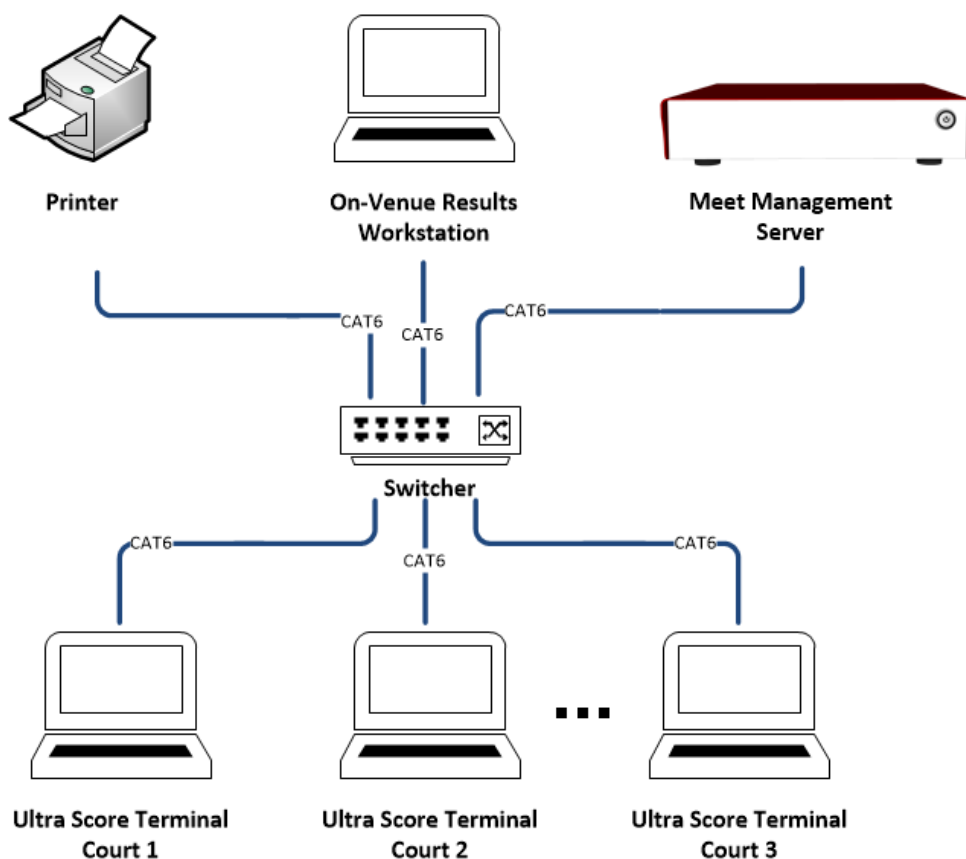 Printer
On-Venue Results
Workstation
Meet Management
Server
CAT6
CAT6
CAT6
Switcher
CAT6
CAT6
CAT6
Ultra Score Terminal
Court 1
Ultra Score Terminal
Court 2
Ultra Score Terminal
Court 3